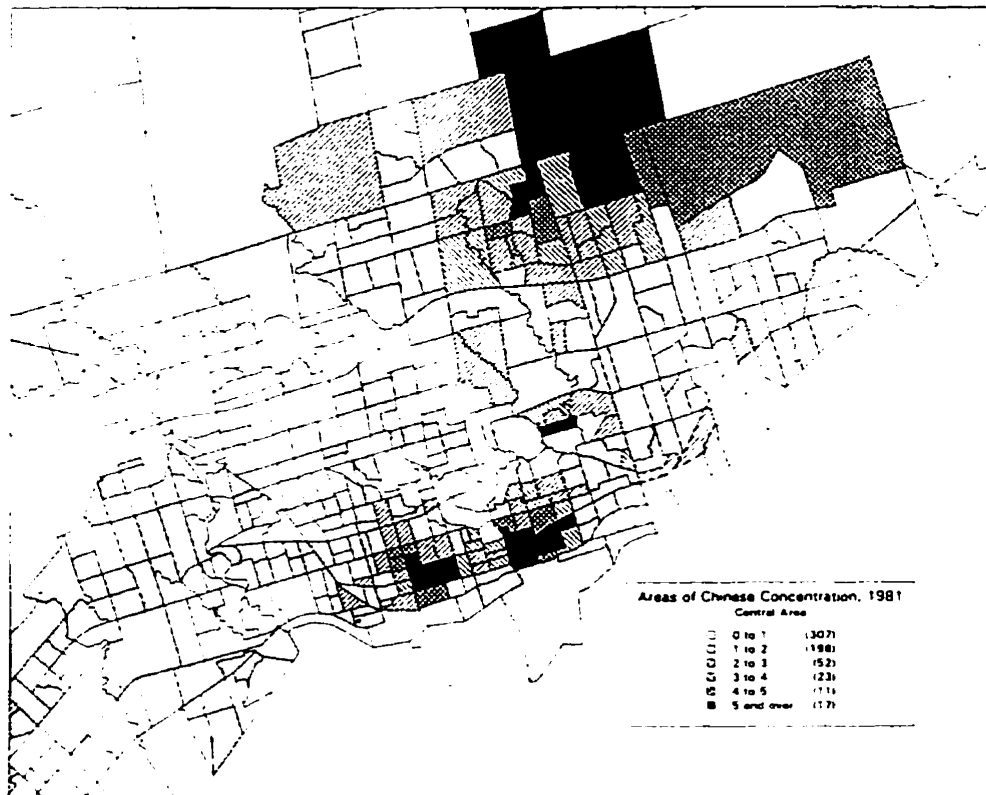 Areas of Chinese Concentration, 1981
Central Area
0 to 1 (307)
1 to 2 (198)
2 to 3 (52)
3 to 4 (23)
4 to 5 (11)
5 and over (17)